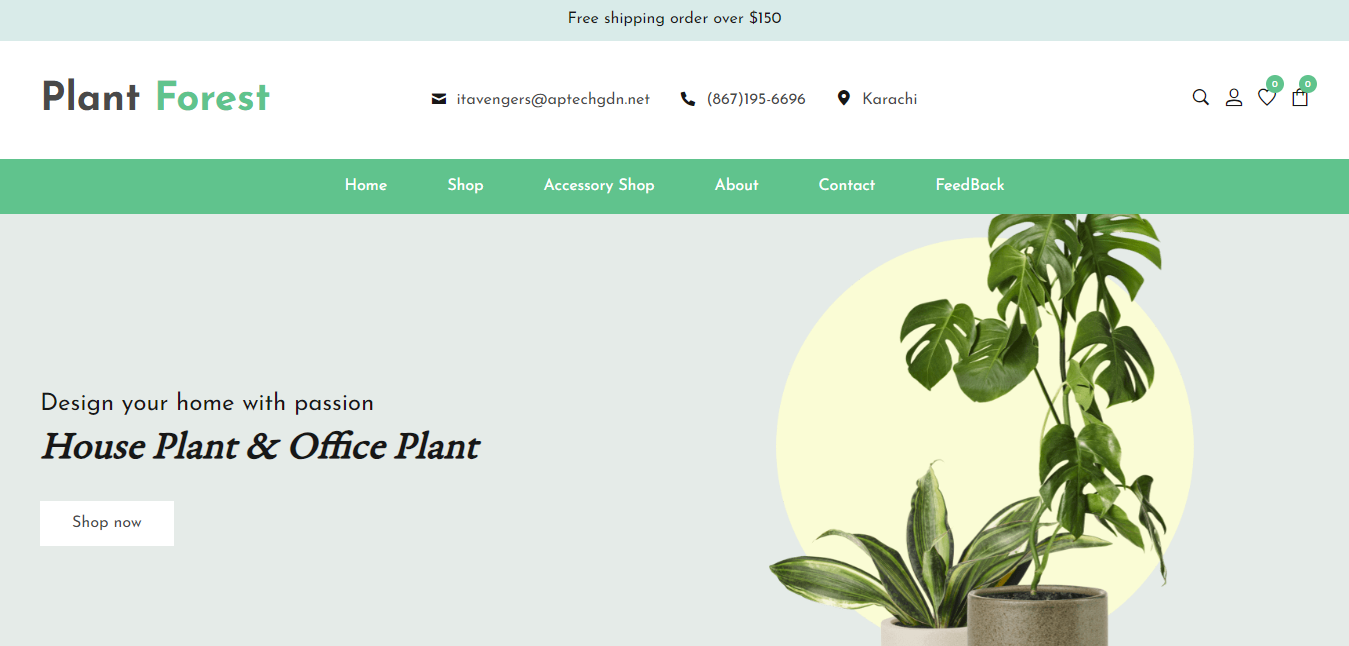 Free shipping order over $150
Plant Forest
itavengers@aptechgdn.net (867)195-6696 Karachi
0 0
Home Shop Accessory Shop About Contact FeedBack
Design your home with passion
House Plant & Office Plant
Shop now